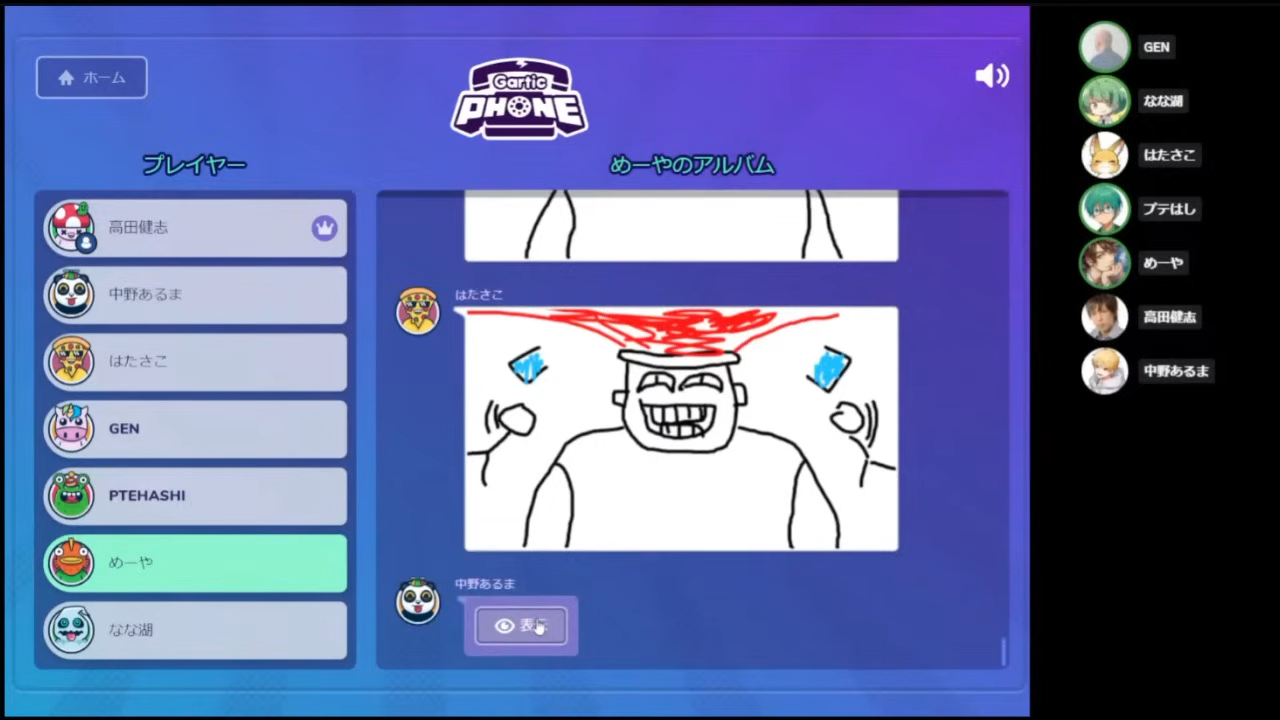 ホーム
Gartic
PHONE
プレイヤー
めーやのアルバム
高田健志
中野あるま
はたさこ
GEN
PTEHASHI
めーや
なな湖
はたさこ
中野あるま
GEN
なな湖
はたさこ
プテはし
めーや
高田健志
中野あるま